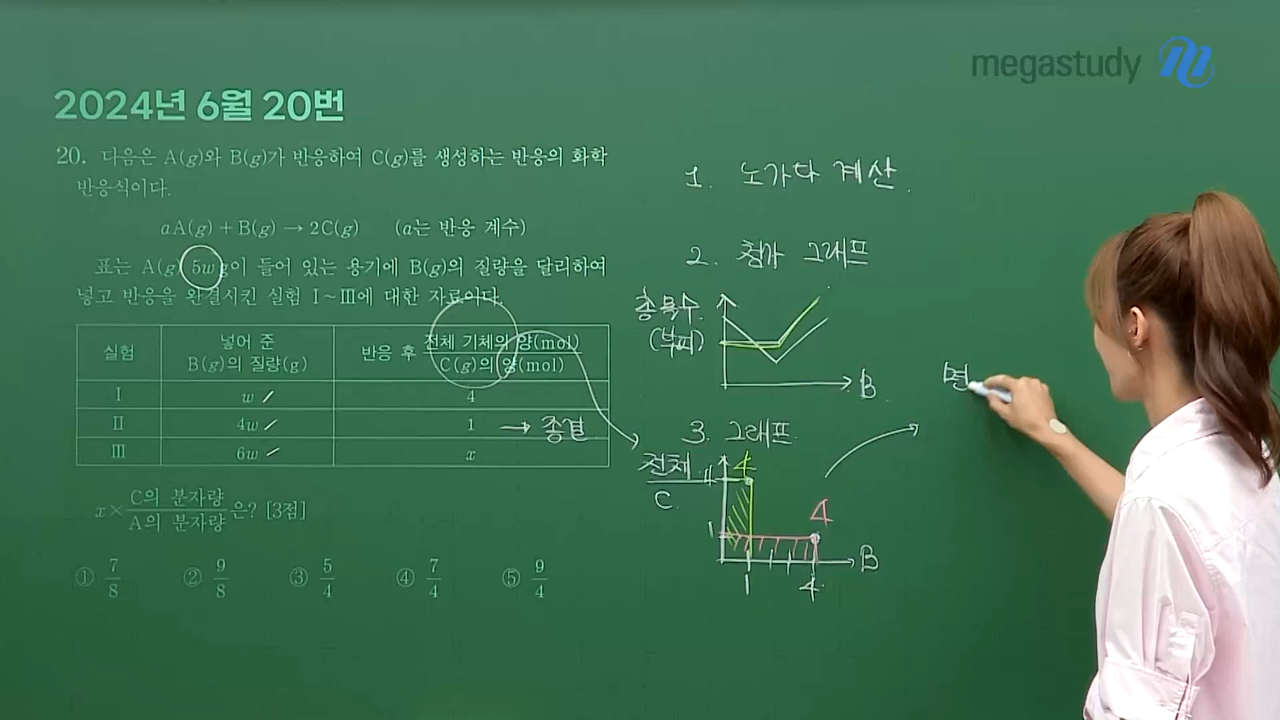 megastudy
2024년 6월 20번
20. 다음은 A(g)와 B(g)가 반응하여 C(g)를 생성하는 반응의 화학
반응식이다.
aA(g) + B(g) → 2C(g) (a는 반응 계수)
표는 A(g) 5w g이 들어 있는 용기에 B(g)의 질량을 달리하여
넣고 반응을 완결시킨 실험 Ⅰ~Ⅲ에 대한 자료이다.
실험 넣어 준 B(g)의 질량(g) 반응 후 전체 기체의 양(mol) / C(g)의 양(mol)
Ⅰ w 4
Ⅱ 4w 1 → 종결
Ⅲ 6w x
x× C의 분자량 / A의 분자량 은? [3점]
① 7/8 ② 9/8 ③ 5/4 ④ 7/4 ⑤ 9/4
1. 노가다 계산.
2. 첨가 그래프
총 몰수
(부피)
B
3. 그래프
전체 / C
4 4
1 4
B
1 4
면